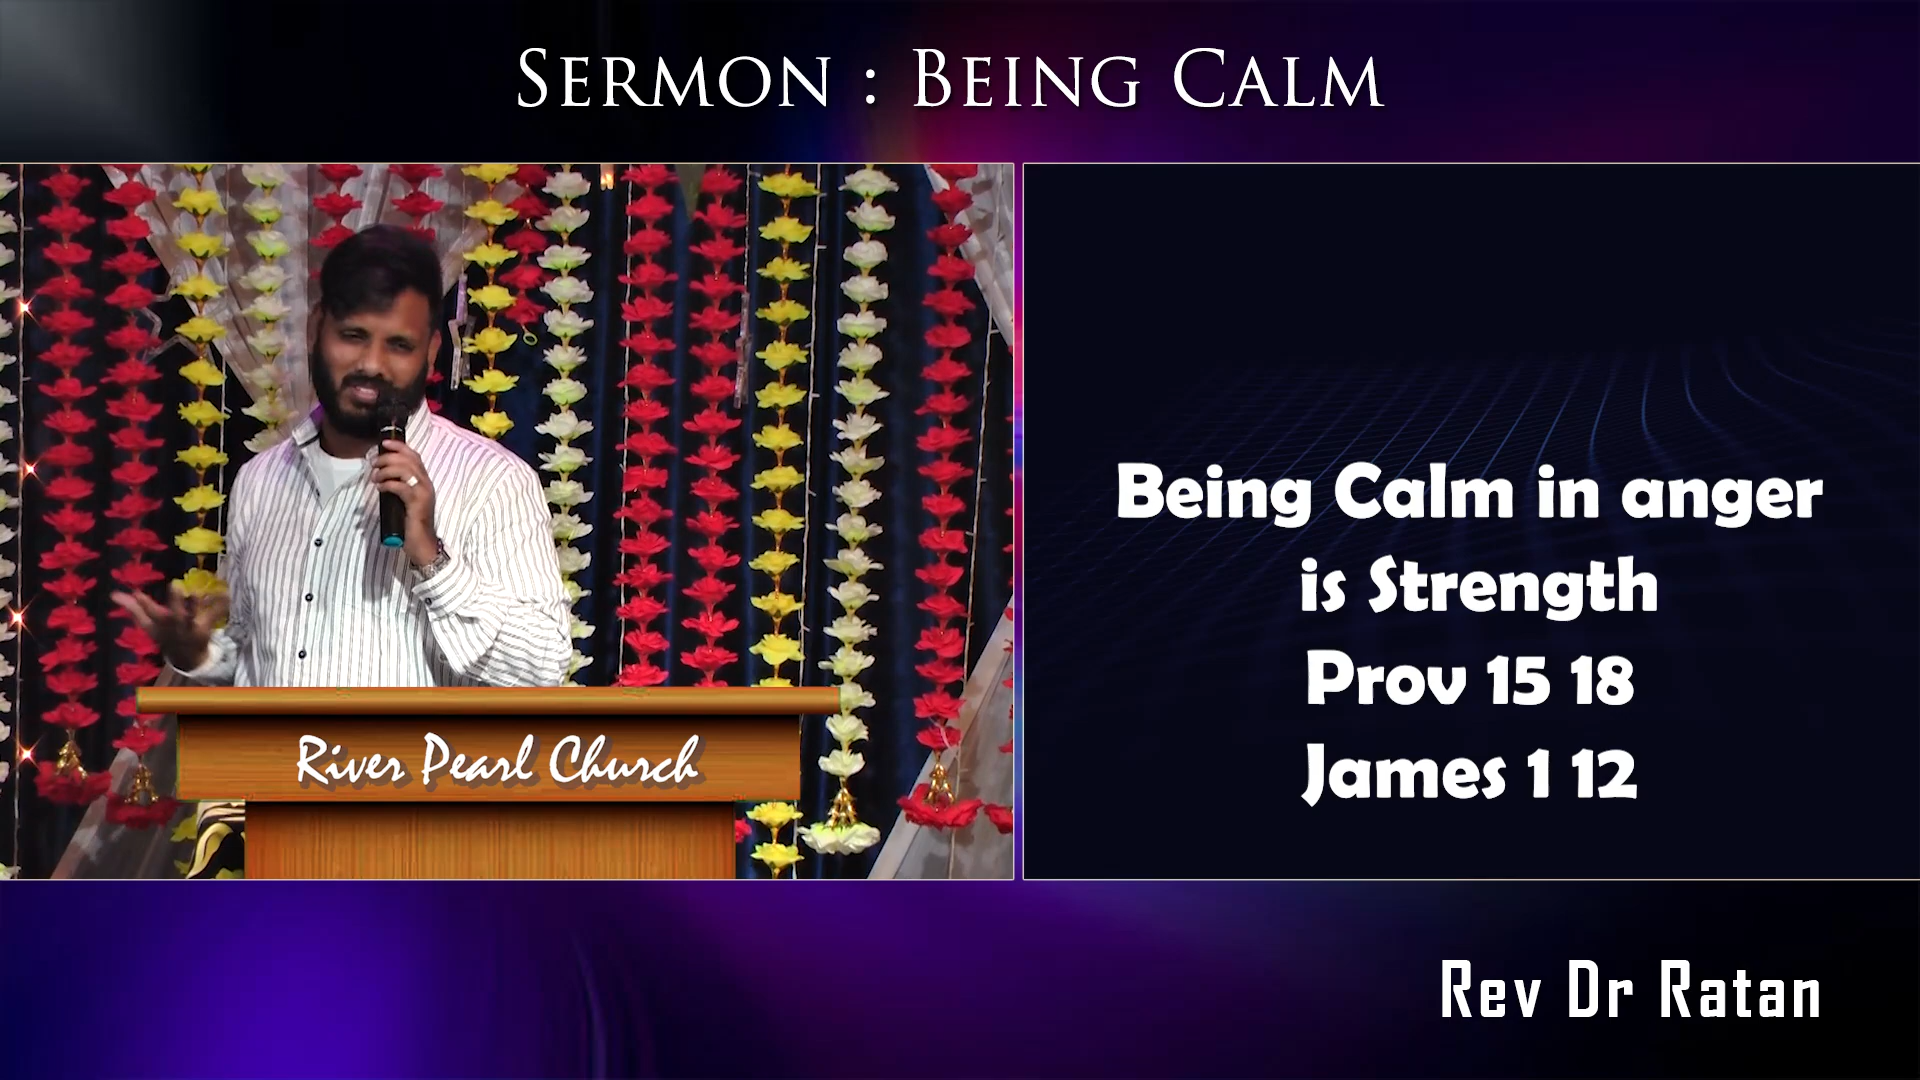 SERMON : BEING CALM
River Pearl Church
Being Calm in anger
is Strength
Prov 15 18
James 1 12
Rev Dr Ratan